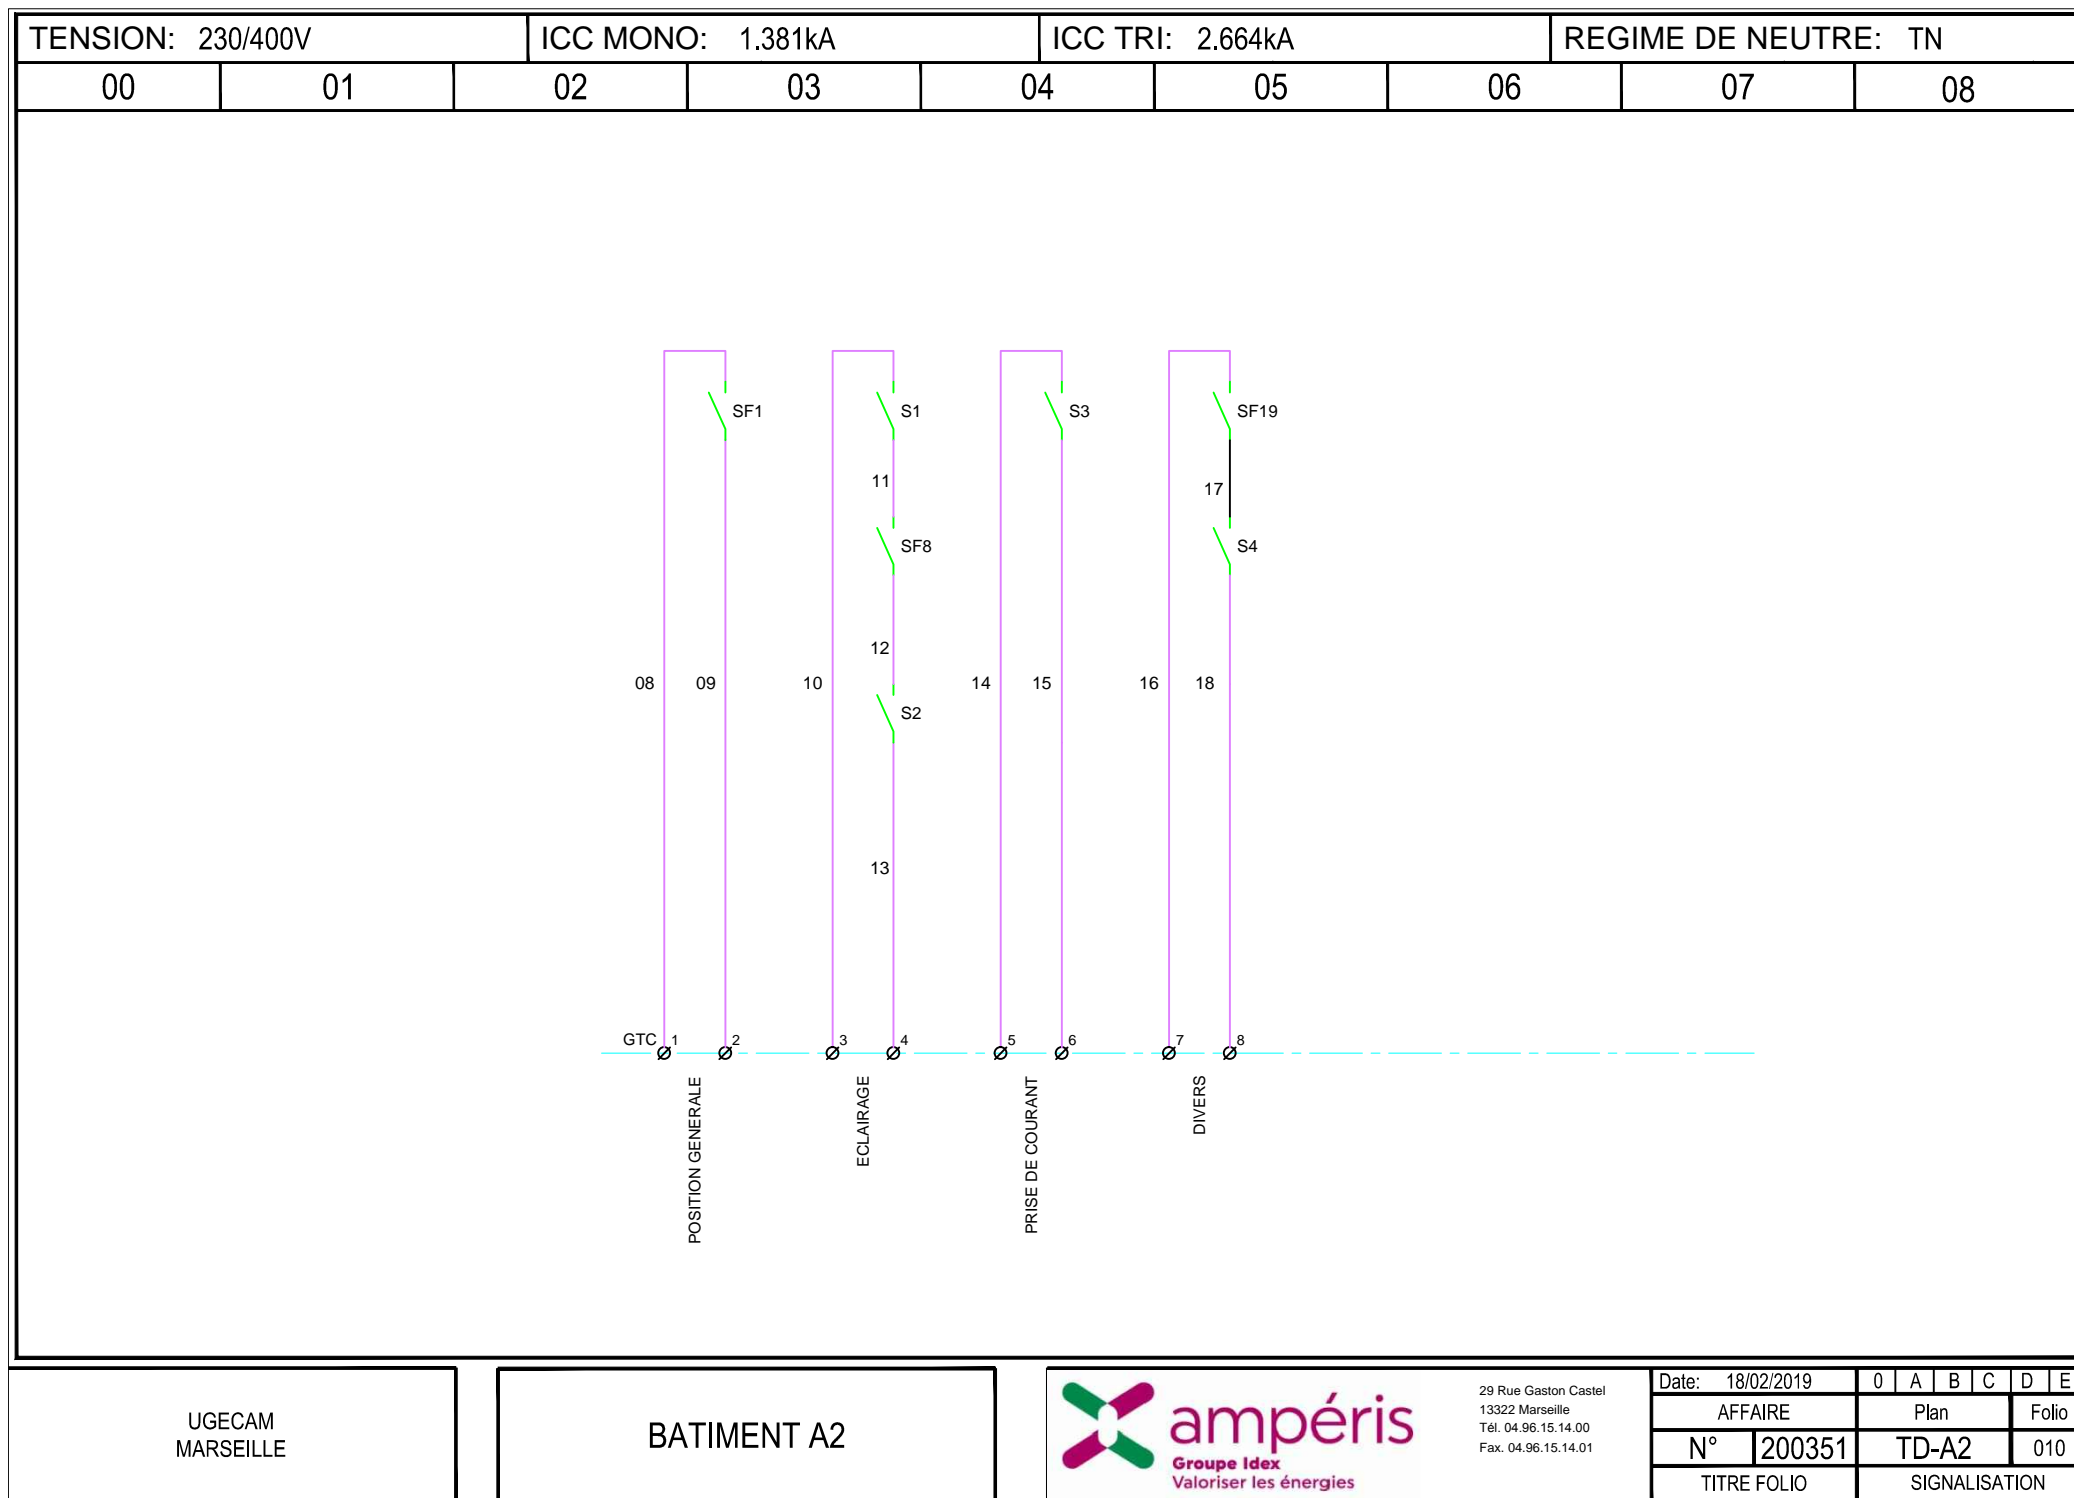 TENSION: 230/400V ICC MONO: 1.381kA ICC TRI: 2.664kA REGIME DE NEUTRE: TN
00 01 02 03 04 05 06 07 08
SF1 S1 S3 SF19
11 17
SF8 S4
12
08 09 10 14 15 16 18
S2
13
GTC 1 2 3 4 5 6 7 8
POSITION GENERALE
ECLAIRAGE
PRISE DE COURANT
DIVERS
UGECAM
MARSEILLE
BATIMENT A2
ampéris
Groupe Idex
Valoriser les énergies
29 Rue Gaston Castel
13322 Marseille
Tél. 04.96.15.14.00
Fax. 04.96.15.14.01
Date: 18/02/2019 0 A B C D E
AFFAIRE Plan Folio
N° 200351 TD-A2 010
TITRE FOLIO SIGNALISATION